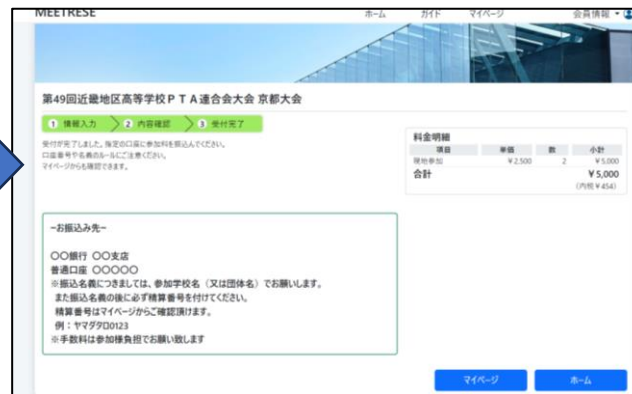 MEETRESE
ホーム ガイド マイページ 会員情報
第49回近畿地区高等学校ＰＴＡ連合会大会 京都大会
1 情報入力 2 内容確認 3 受付完了
受付が完了しました。指定の口座に参加料を振込んでください。
口座番号や名義のルールにご注意ください。
マイページからも確認できます。
料金明細
項目 単価 数 小計
現地参加 ¥2,500 2 ¥5,000
合計 ¥5,000
(内税¥454)
−お振込み先−
〇〇銀行 〇〇支店
普通口座 〇〇〇〇〇
※振込名義につきましては、参加学校名（又は団体名）でお願いします。
また振込名義の後に必ず精算番号を付けてください。
精算番号はマイページからご確認頂けます。
例：ヤマダタロ0123
※手数料は参加様負担でお願い致します
マイページ ホーム